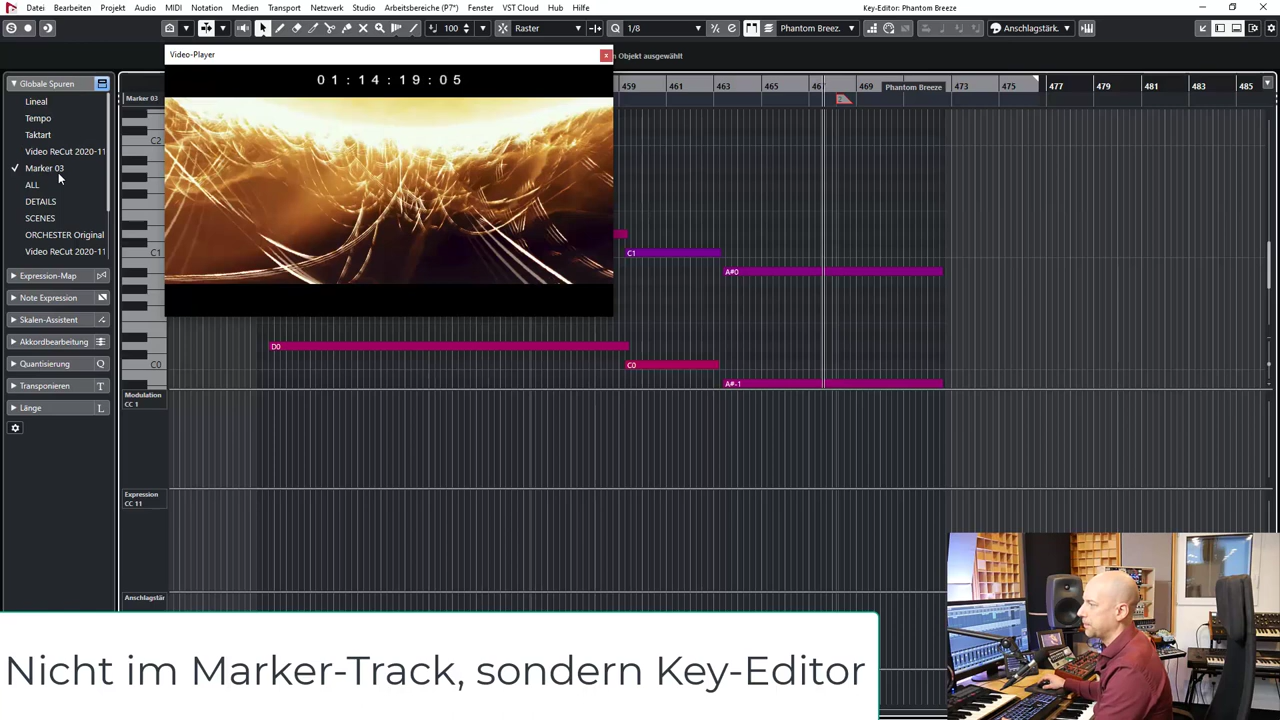 Datei Bearbeiten Projekt Audio MIDI Notation Medien Transport Netzwerk Studio Arbeitsbereiche (P7*) Fenster VST Cloud Hub Hilfe Key-Editor: Phantom Breeze
100 Raster 1/8 Phantom Breez. Anschlagstärk.
Video-Player x
n Objekt ausgewählt
01:14:19:05
Globale Spuren
Lineal
Tempo
Taktart
Video ReCut 2020-11
Marker 03
ALL
DETAILS
SCENES
ORCHESTER Original
Video ReCut 2020-11
Expression-Map
Note Expression
Skalen-Assistent
Akkordbearbeitung
Quantisierung Q
Transponieren T
Länge L
Marker 03
459 461 463 465 467 469 Phantom Breeze 473 475 477 479 481 483 485
C2
C1
C0
C1
A#0
D0
C0
A#-1
Modulation
CC 1
Expression
CC 11
Anschlagstär
Nicht im Marker-Track, sondern Key-Editor